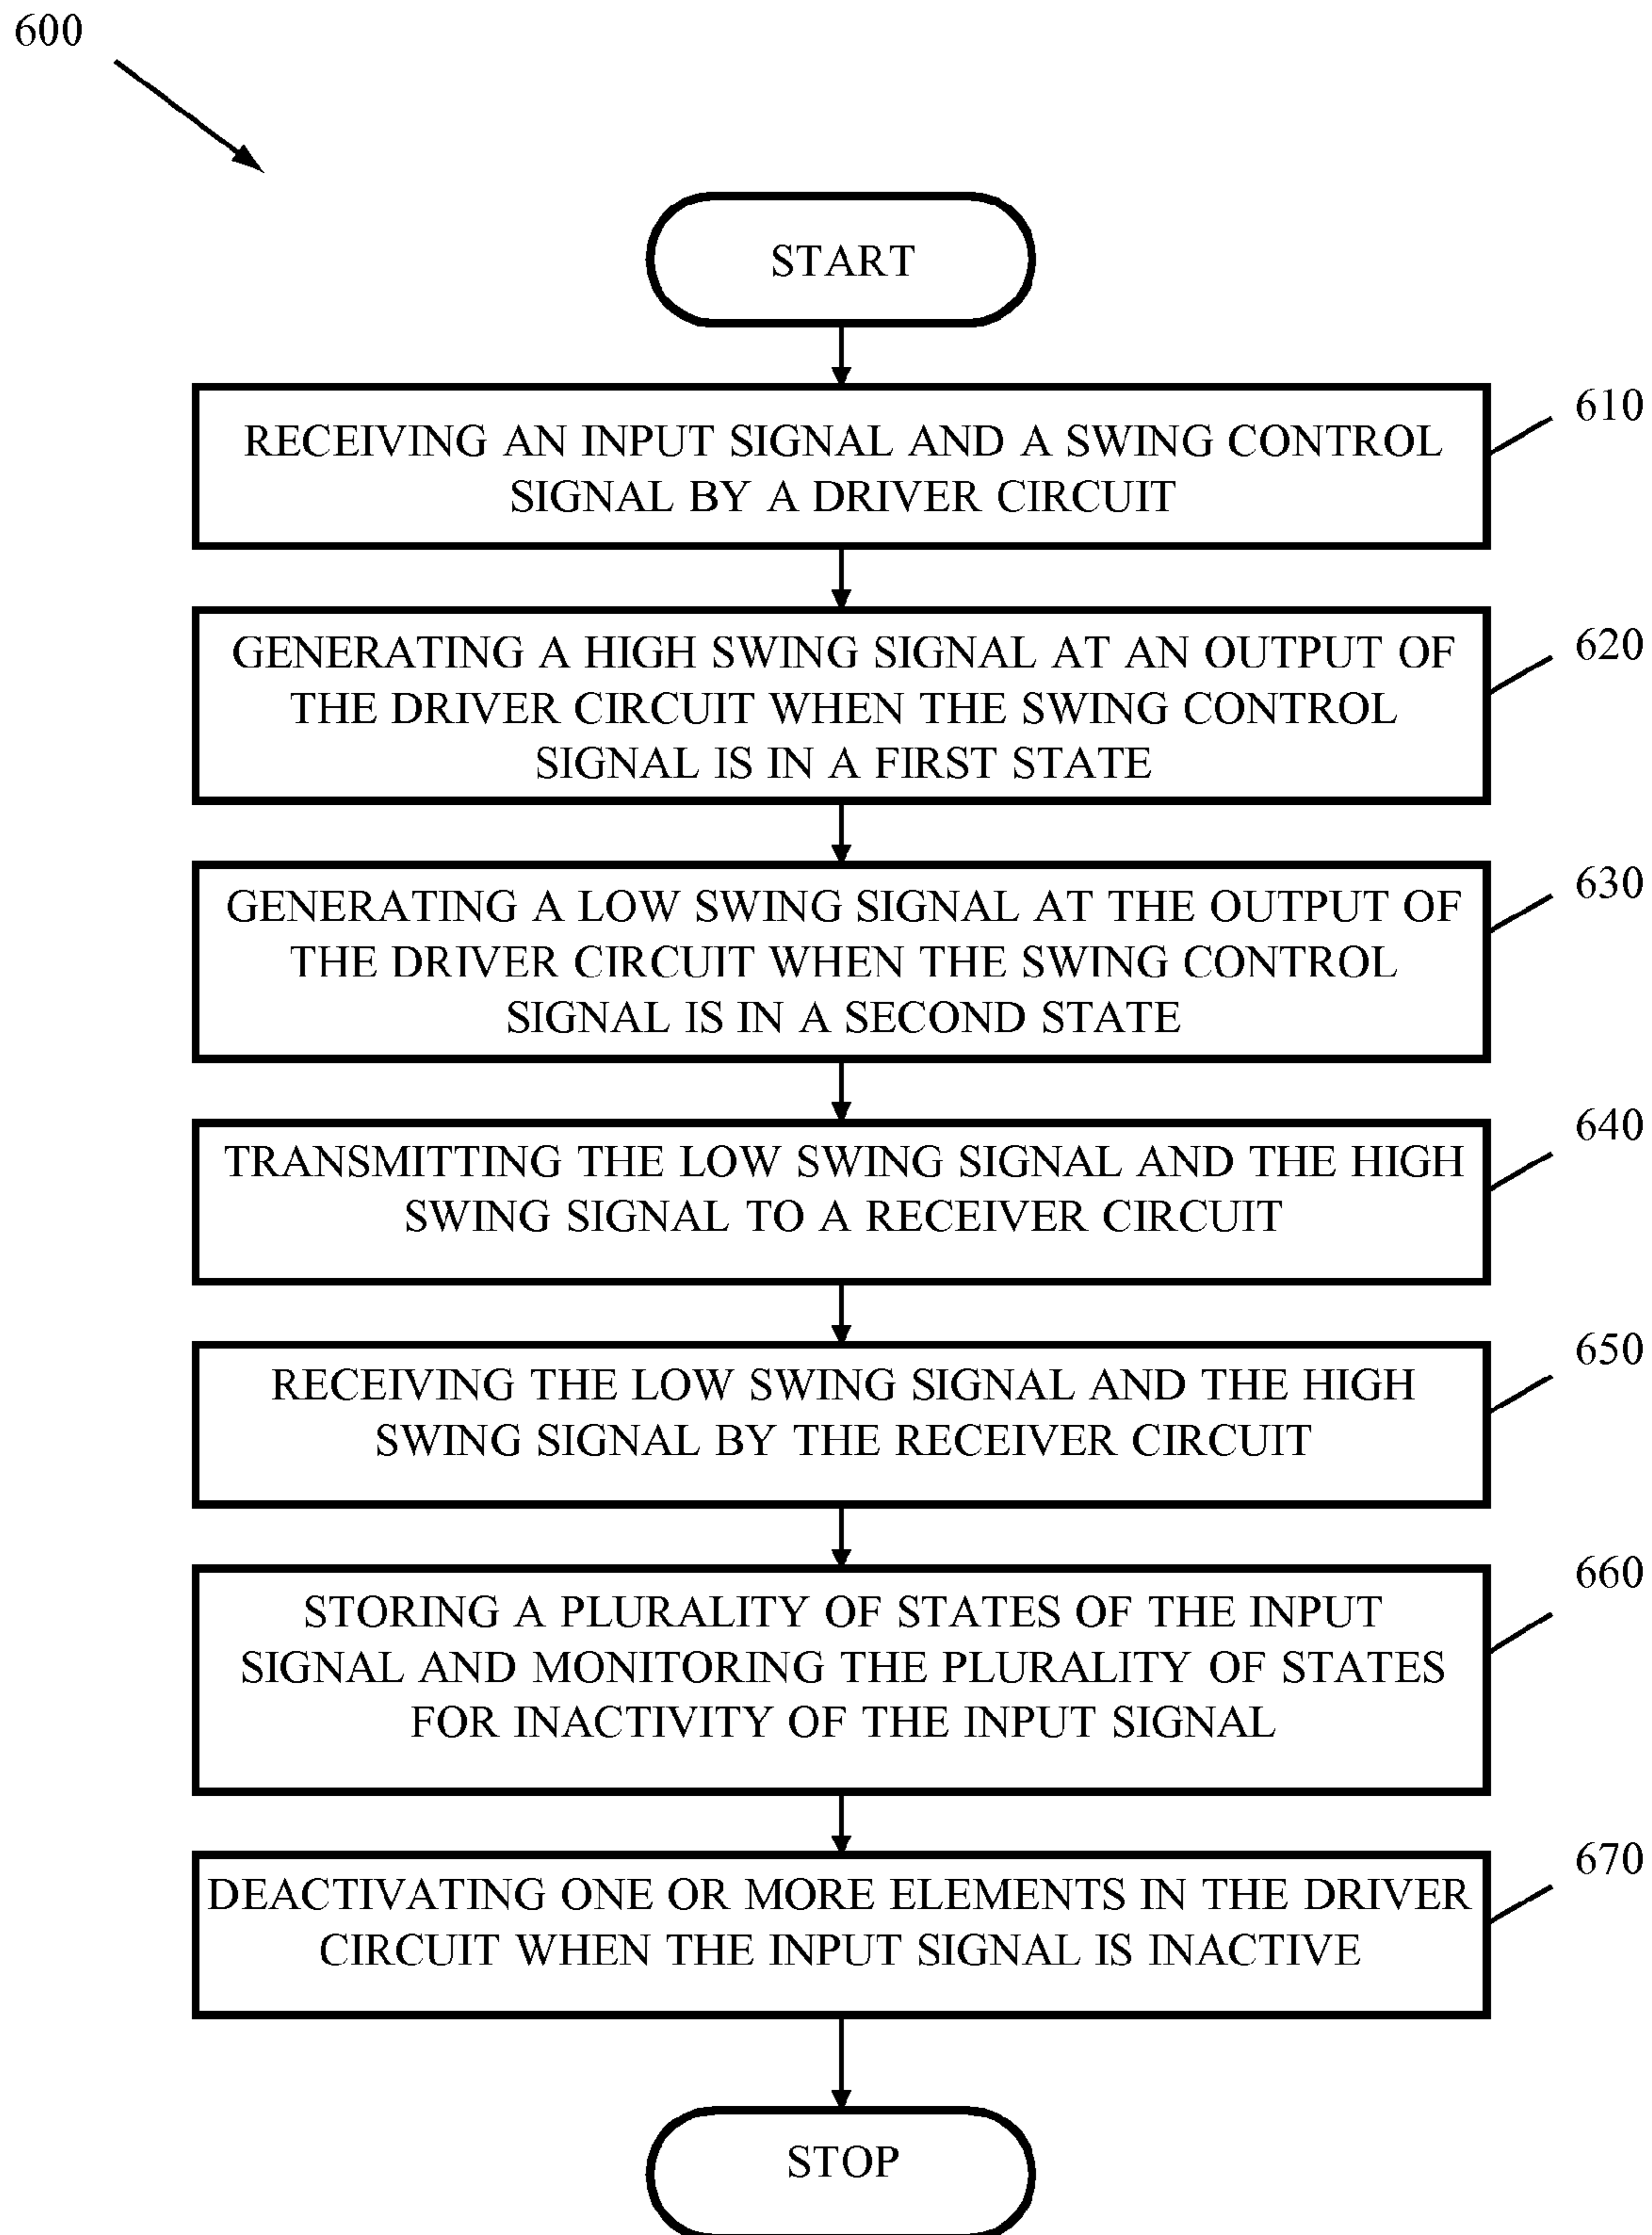 600
START
610
RECEIVING AN INPUT SIGNAL AND A SWING CONTROL
SIGNAL BY A DRIVER CIRCUIT
620
GENERATING A HIGH SWING SIGNAL AT AN OUTPUT OF
THE DRIVER CIRCUIT WHEN THE SWING CONTROL
SIGNAL IS IN A FIRST STATE
630
GENERATING A LOW SWING SIGNAL AT THE OUTPUT OF
THE DRIVER CIRCUIT WHEN THE SWING CONTROL
SIGNAL IS IN A SECOND STATE
640
TRANSMITTING THE LOW SWING SIGNAL AND THE HIGH
SWING SIGNAL TO A RECEIVER CIRCUIT
650
RECEIVING THE LOW SWING SIGNAL AND THE HIGH
SWING SIGNAL BY THE RECEIVER CIRCUIT
660
STORING A PLURALITY OF STATES OF THE INPUT
SIGNAL AND MONITORING THE PLURALITY OF STATES
FOR INACTIVITY OF THE INPUT SIGNAL
670
DEACTIVATING ONE OR MORE ELEMENTS IN THE DRIVER
CIRCUIT WHEN THE INPUT SIGNAL IS INACTIVE
STOP